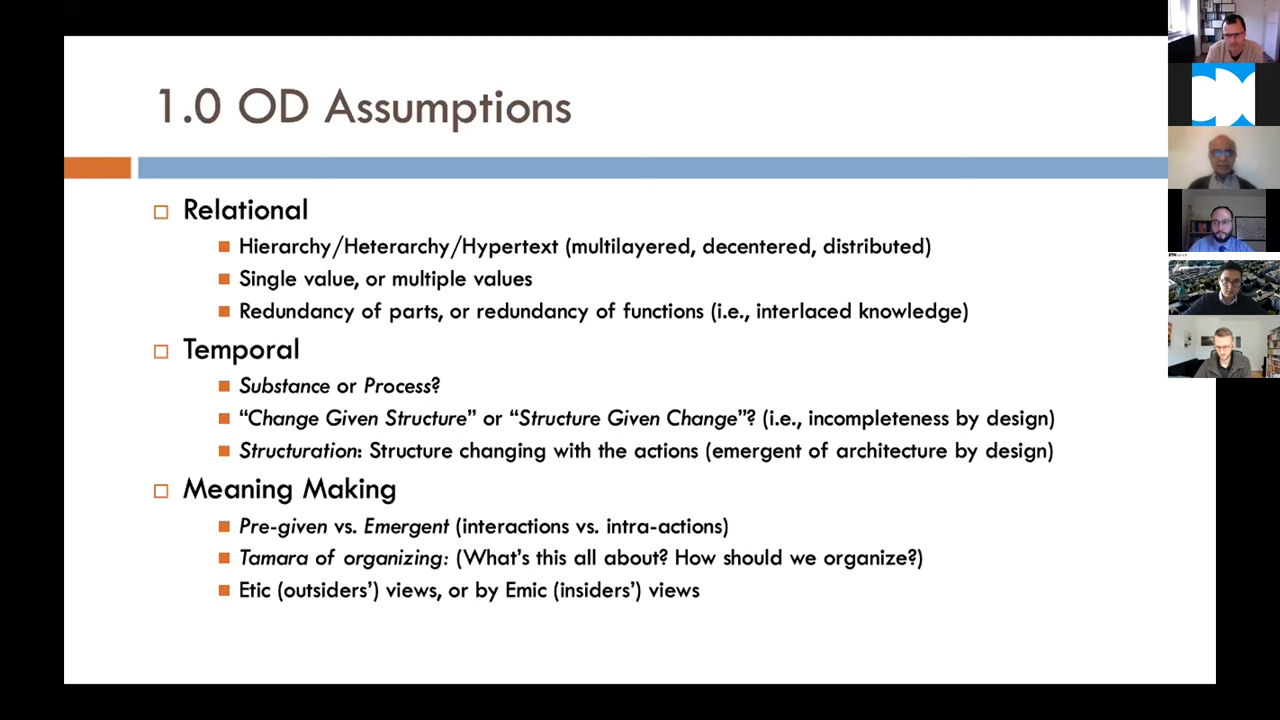 1.0 OD Assumptions
Relational
Hierarchy/Heterarchy/Hypertext (multilayered, decentered, distributed)
Single value, or multiple values
Redundancy of parts, or redundancy of functions (i.e., interlaced knowledge)
Temporal
Substance or Process?
“Change Given Structure” or “Structure Given Change”? (i.e., incompleteness by design)
Structuration: Structure changing with the actions (emergent of architecture by design)
Meaning Making
Pre-given vs. Emergent (interactions vs. intra-actions)
Tamara of organizing: (What’s this all about? How should we organize?)
Etic (outsiders’) views, or by Emic (insiders’) views